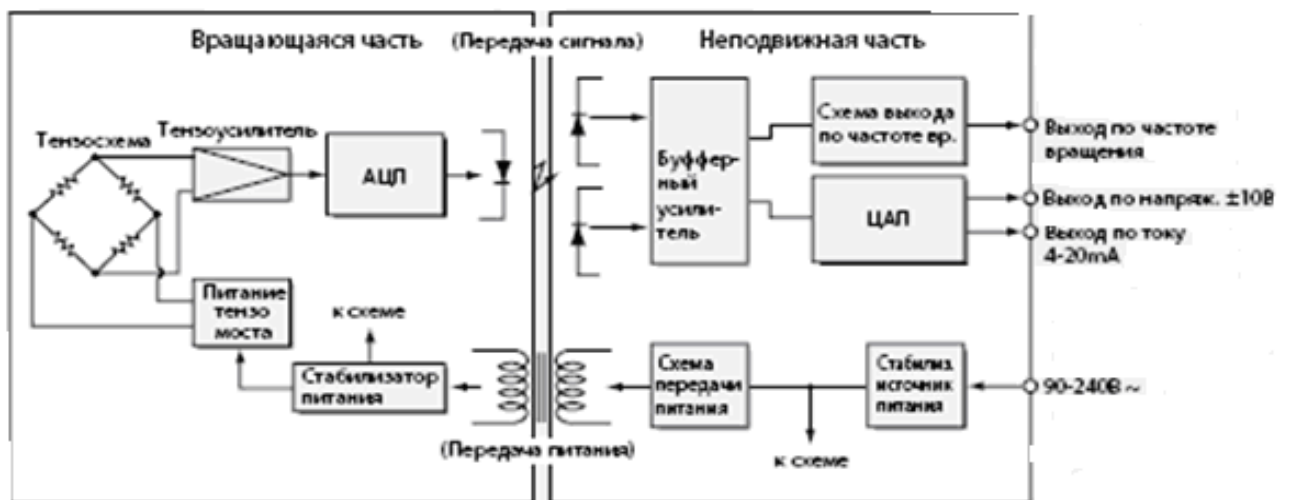 Вращающаяся часть
(Передача сигнала)
Неподвижная часть
Тензосхема
Тензоусилитель
АЦП
Буффер-
ный
усили-
тель
Схема выхода
по частоте вр.
Выход по частоте
вращения
ЦАП
Выход по напряж. ±10В
Выход по току
4-20mA
Питание
тензо
моста
к схеме
Стабилизатор
питания
(Передача питания)
Схема
передачи
питания
Стабилиз.
источник
питания
90-240В ~
к схеме